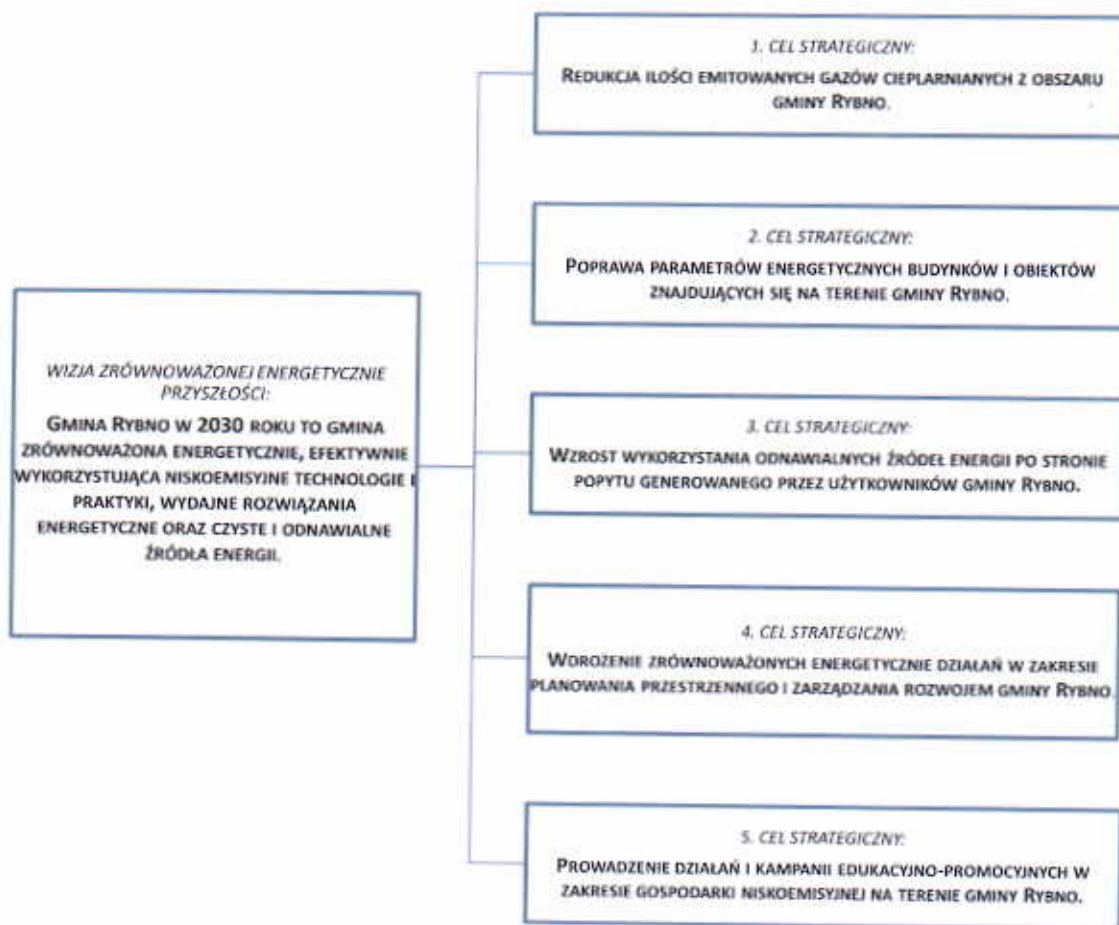 WIZJA ZRÓWNOWAŻONEJ ENERGETYCZNIE
PRZYSZŁOŚCI:
GMINA RYBNO W 2030 ROKU TO GMINA
ZRÓWNOWAŻONA ENERGETYCZNIE, EFEKTYWNIE
WYKORZYSTUJĄCA NISKOEMISYJNE TECHNOLOGIE I
PRAKTYKI, WYDAJNE ROZWIĄZANIA
ENERGETYCZNE ORAZ CZYSTE I ODNAWIALNE
ŹRÓDŁA ENERGII.
1. CEL STRATEGICZNY:
REDUKCJA ILOŚCI EMITOWANYCH GAZÓW CIEPLARNIANYCH Z OBSZARU
GMINY RYBNO.
2. CEL STRATEGICZNY:
POPRAWA PARAMETRÓW ENERGETYCZNYCH BUDYNKÓW I OBIEKTÓW
ZNAJDUJĄCYCH SIĘ NA TERENIE GMINY RYBNO.
3. CEL STRATEGICZNY:
WZROST WYKORZYSTANIA ODNAWIALNYCH ŹRÓDEŁ ENERGII PO STRONIE
POPYTU GENEROWANEGO PRZEZ UŻYTKOWNIKÓW GMINY RYBNO.
4. CEL STRATEGICZNY:
WDROŻENIE ZRÓWNOWAŻONYCH ENERGETYCZNIE DZIAŁAŃ W ZAKRESIE
PLANOWANIA PRZESTRZENNEGO I ZARZĄDZANIA ROZWOJEM GMINY RYBNO.
5. CEL STRATEGICZNY:
PROWADZENIE DZIAŁAŃ I KAMPANII EDUKACYJNO-PROMOCYJNYCH W
ZAKRESIE GOSPODARKI NISKOEMISYJNEJ NA TERENIE GMINY RYBNO.